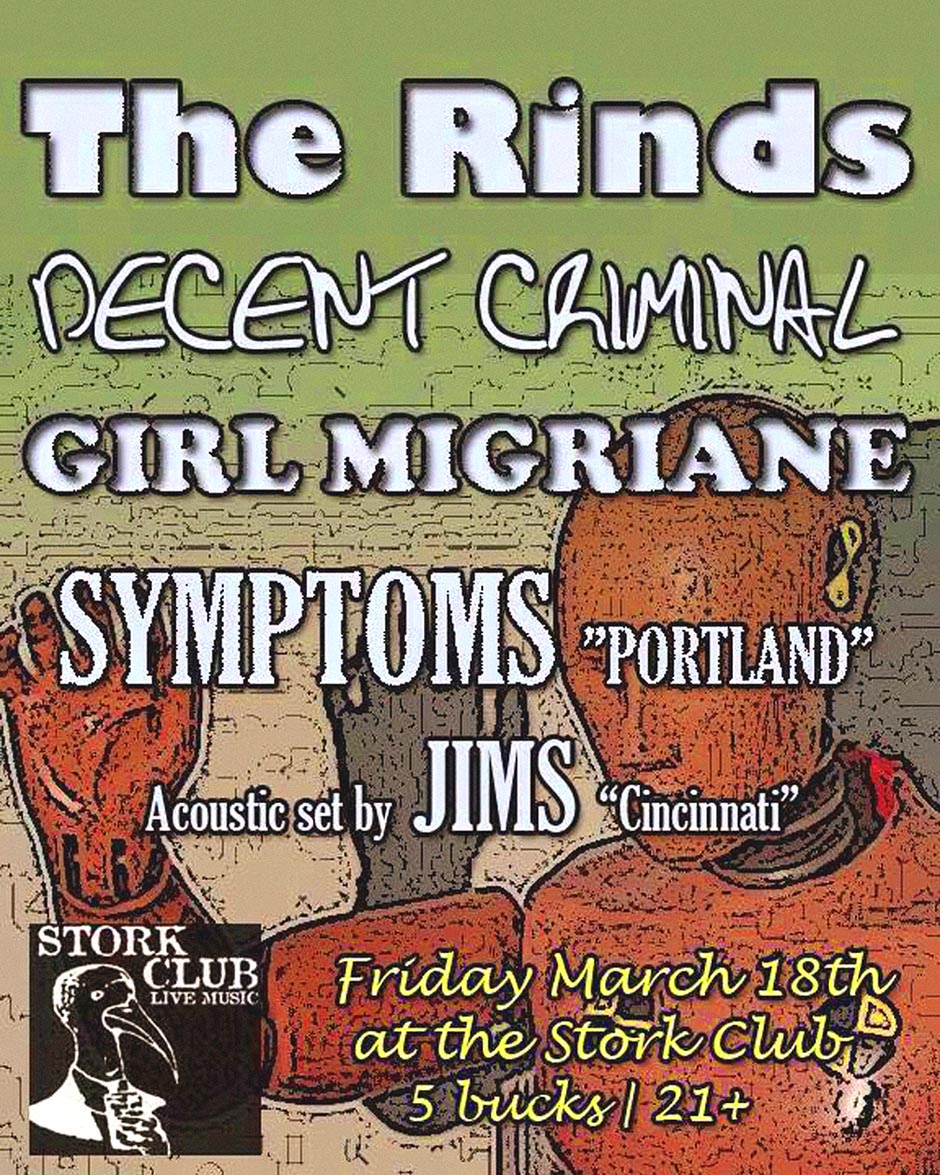 The Rinds
DECENT CRIMINAL
GIRL MIGRIANE
SYMPTOMS ”PORTLAND”
Acoustic set by JIMS “Cincinnati”
STORK
CLUB
LIVE MUSIC
Friday March 18th
at the Stork Club
5 bucks | 21+